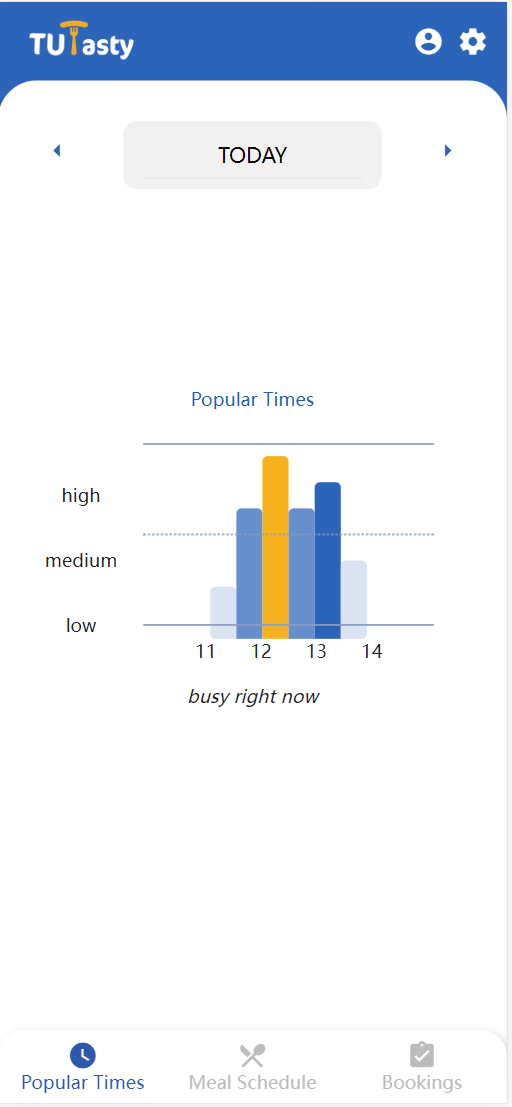 TUTasty
TODAY
Popular Times
high
medium
low
11 12 13 14
busy right now
Popular Times Meal Schedule Bookings